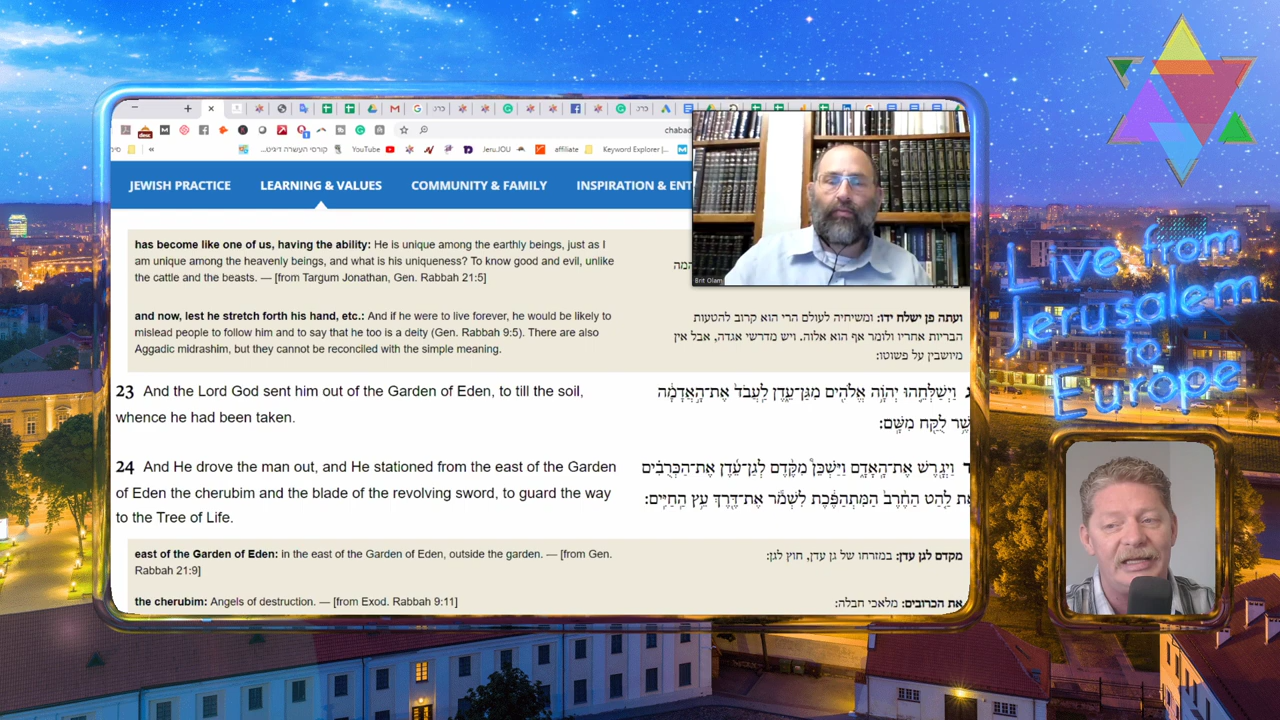 chabad
קורסי העשרה דיגיט...
YouTube
Jeru.JOU
affiliate
Keyword Explorer |...
JEWISH PRACTICE
LEARNING & VALUES
COMMUNITY & FAMILY
INSPIRATION & ENT
Brit Olam
has become like one of us, having the ability: He is unique among the earthly beings, just as I
am unique among the heavenly beings, and what is his uniqueness? To know good and evil, unlike
the cattle and the beasts. — [from Targum Jonathan, Gen. Rabbah 21:5]
and now, lest he stretch forth his hand, etc.: And if he were to live forever, he would be likely to
mislead people to follow him and to say that he too is a deity (Gen. Rabbah 9:5). There are also
Aggadic midrashim, but they cannot be reconciled with the simple meaning.
ועתה פן ישלח ידו: ומשיחיה לעולם הרי הוא קרוב להטעות
הבריות אחריו ולומר אף הוא אלוה. ויש מדרשי אגדה, אבל אין
מיושבין על פשוטו:
23 And the Lord God sent him out of the Garden of Eden, to till the soil,
whence he had been taken.
וַיְשַׁלְּחֵ֛הוּ יְהֹוָ֥ה אֱלֹהִ֖ים מִגַּן־עֵ֑דֶן לַֽעֲבֹד֙ אֶת־הָ֣אֲדָמָ֔ה
לֻקַּ֖ח מִשָּֽׁם:
24 And He drove the man out, and He stationed from the east of the Garden
of Eden the cherubim and the blade of the revolving sword, to guard the way
to the Tree of Life.
וַיְגָ֖רֶשׁ אֶת־הָֽאָדָ֑ם וַיַּשְׁכֵּן֩ מִקֶּ֨דֶם לְגַן־עֵ֜דֶן אֶת־הַכְּרֻבִ֗ים
לַ֤הַט הַחֶ֨רֶב֙ הַמִּתְהַפֶּ֔כֶת לִשְׁמֹ֕ר אֶת־דֶּ֖רֶךְ עֵ֥ץ הַֽחַיִּֽים:
east of the Garden of Eden: in the east of the Garden of Eden, outside the garden. — [from Gen.
Rabbah 21:9]
מקדם לגן עדן: במזרחו של גן עדן, חוץ לגן:
the cherubim: Angels of destruction. — [from Exod. Rabbah 9:11]
את הכרובים: מלאכי חבלה:
Live from
Jerusalem
to
Europe